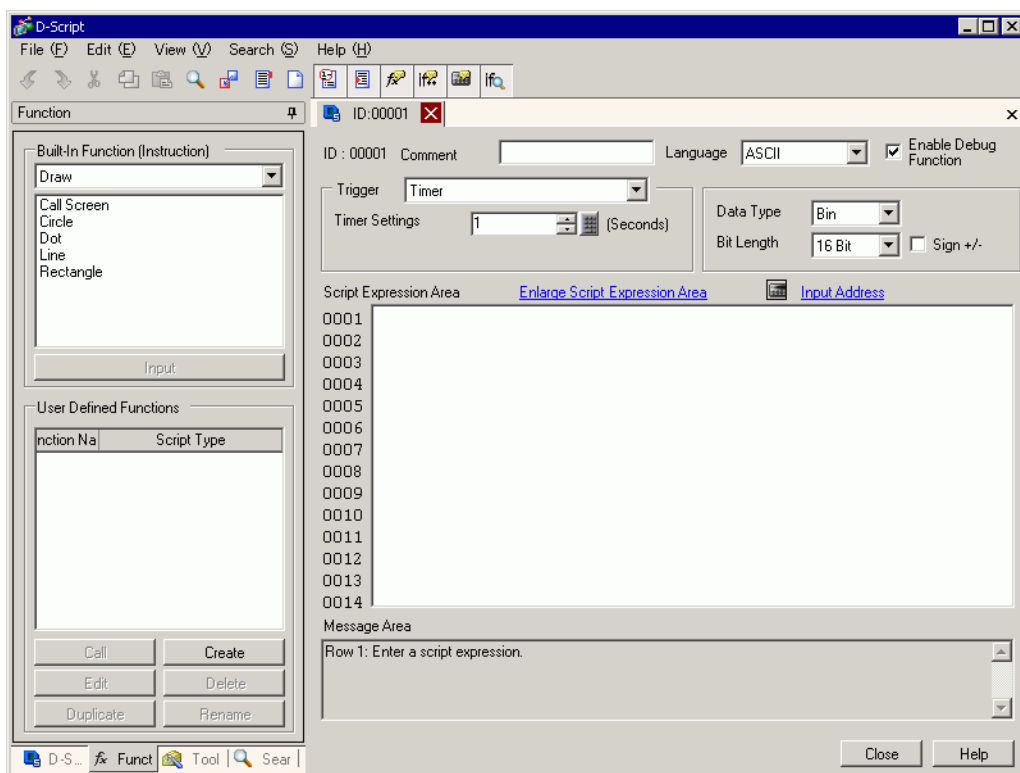 D-Script
File (F) Edit (E) View (V) Search (S) Help (H)
Function
ID:00001
Built-In Function (Instruction)
Draw
Call Screen
Circle
Dot
Line
Rectangle
Input
User Defined Functions
nction Na Script Type
Call Create
Edit Delete
Duplicate Rename
D-S... fx Funct Tool Sear
ID : 00001 Comment Language ASCII Enable Debug Function
Trigger Timer
Timer Settings 1 (Seconds)
Data Type Bin
Bit Length 16 Bit Sign +/-
Script Expression Area Enlarge Script Expression Area Input Address
0001
0002
0003
0004
0005
0006
0007
0008
0009
0010
0011
0012
0013
0014
Message Area
Row 1: Enter a script expression.
Close Help